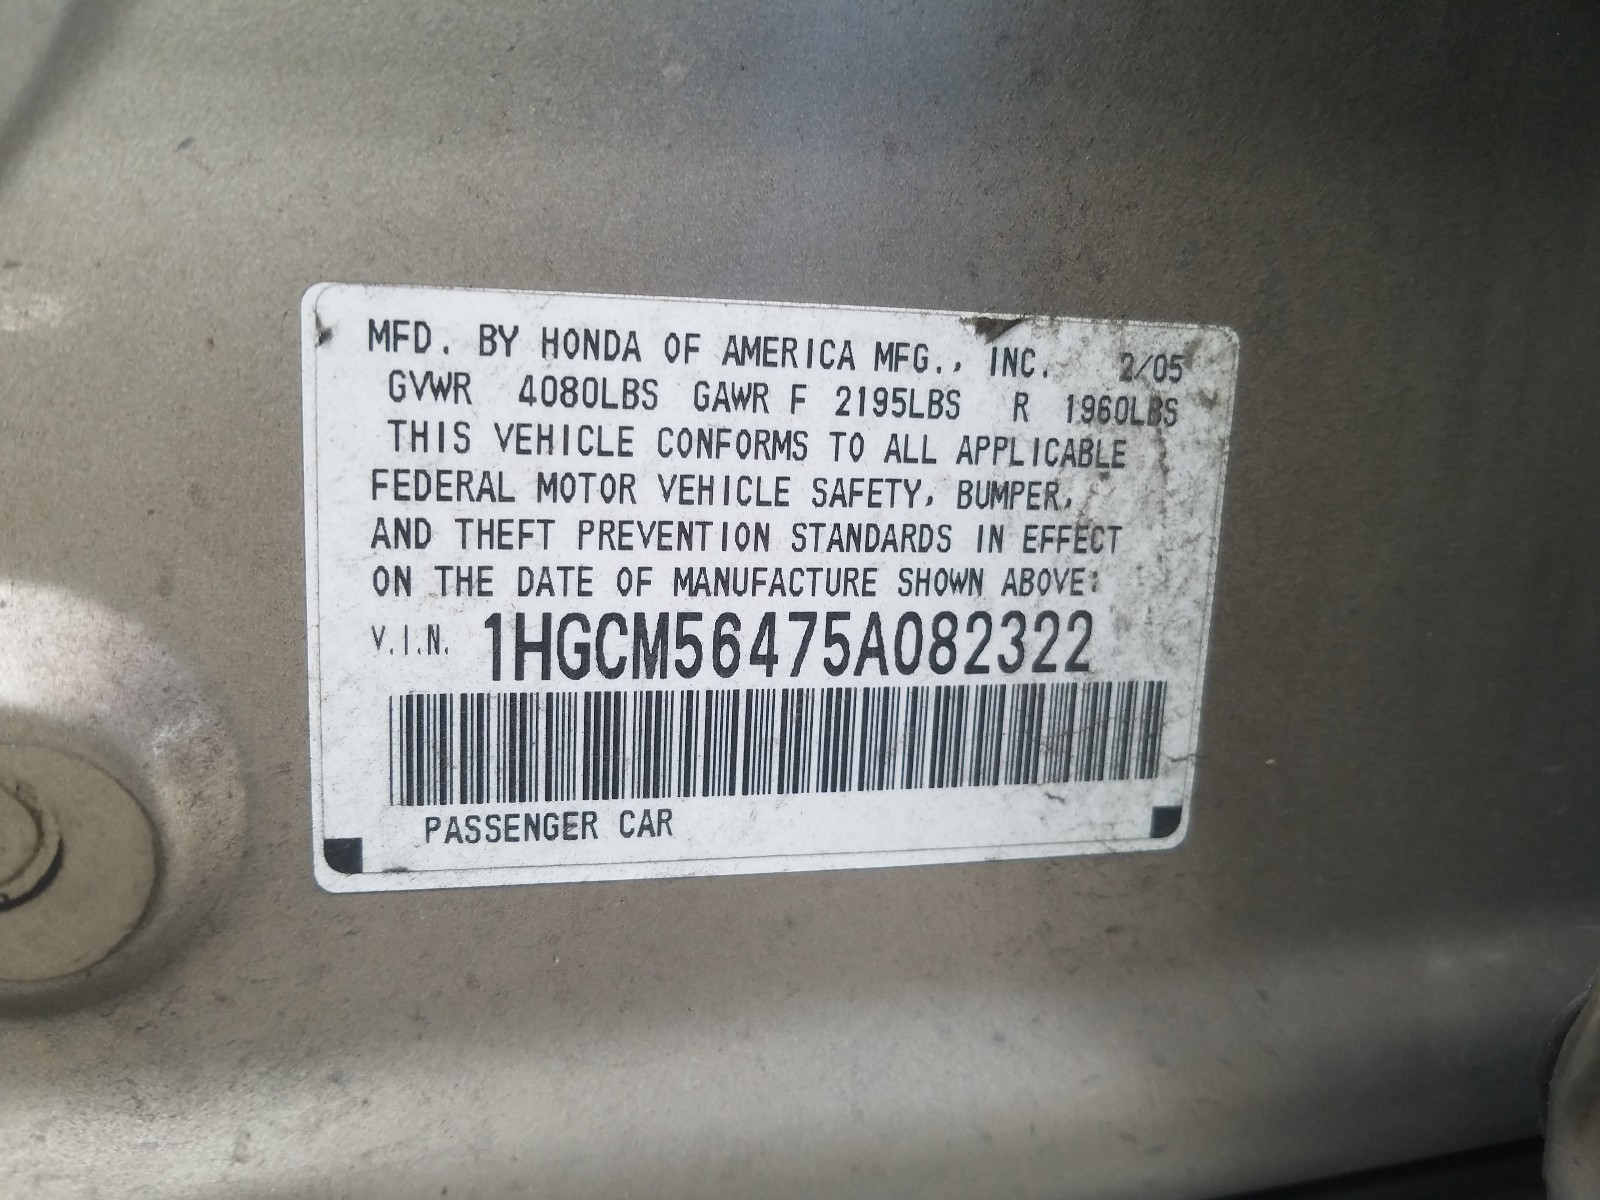 MFD. BY HONDA OF AMERICA MFG., INC. 2/05
GVWR 4080LBS GAWR F 2195LBS R 1960LBS
THIS VEHICLE CONFORMS TO ALL APPLICABLE
FEDERAL MOTOR VEHICLE SAFETY, BUMPER,
AND THEFT PREVENTION STANDARDS IN EFFECT
ON THE DATE OF MANUFACTURE SHOWN ABOVE:
V.I.N. 1HGCM56475A082322
PASSENGER CAR